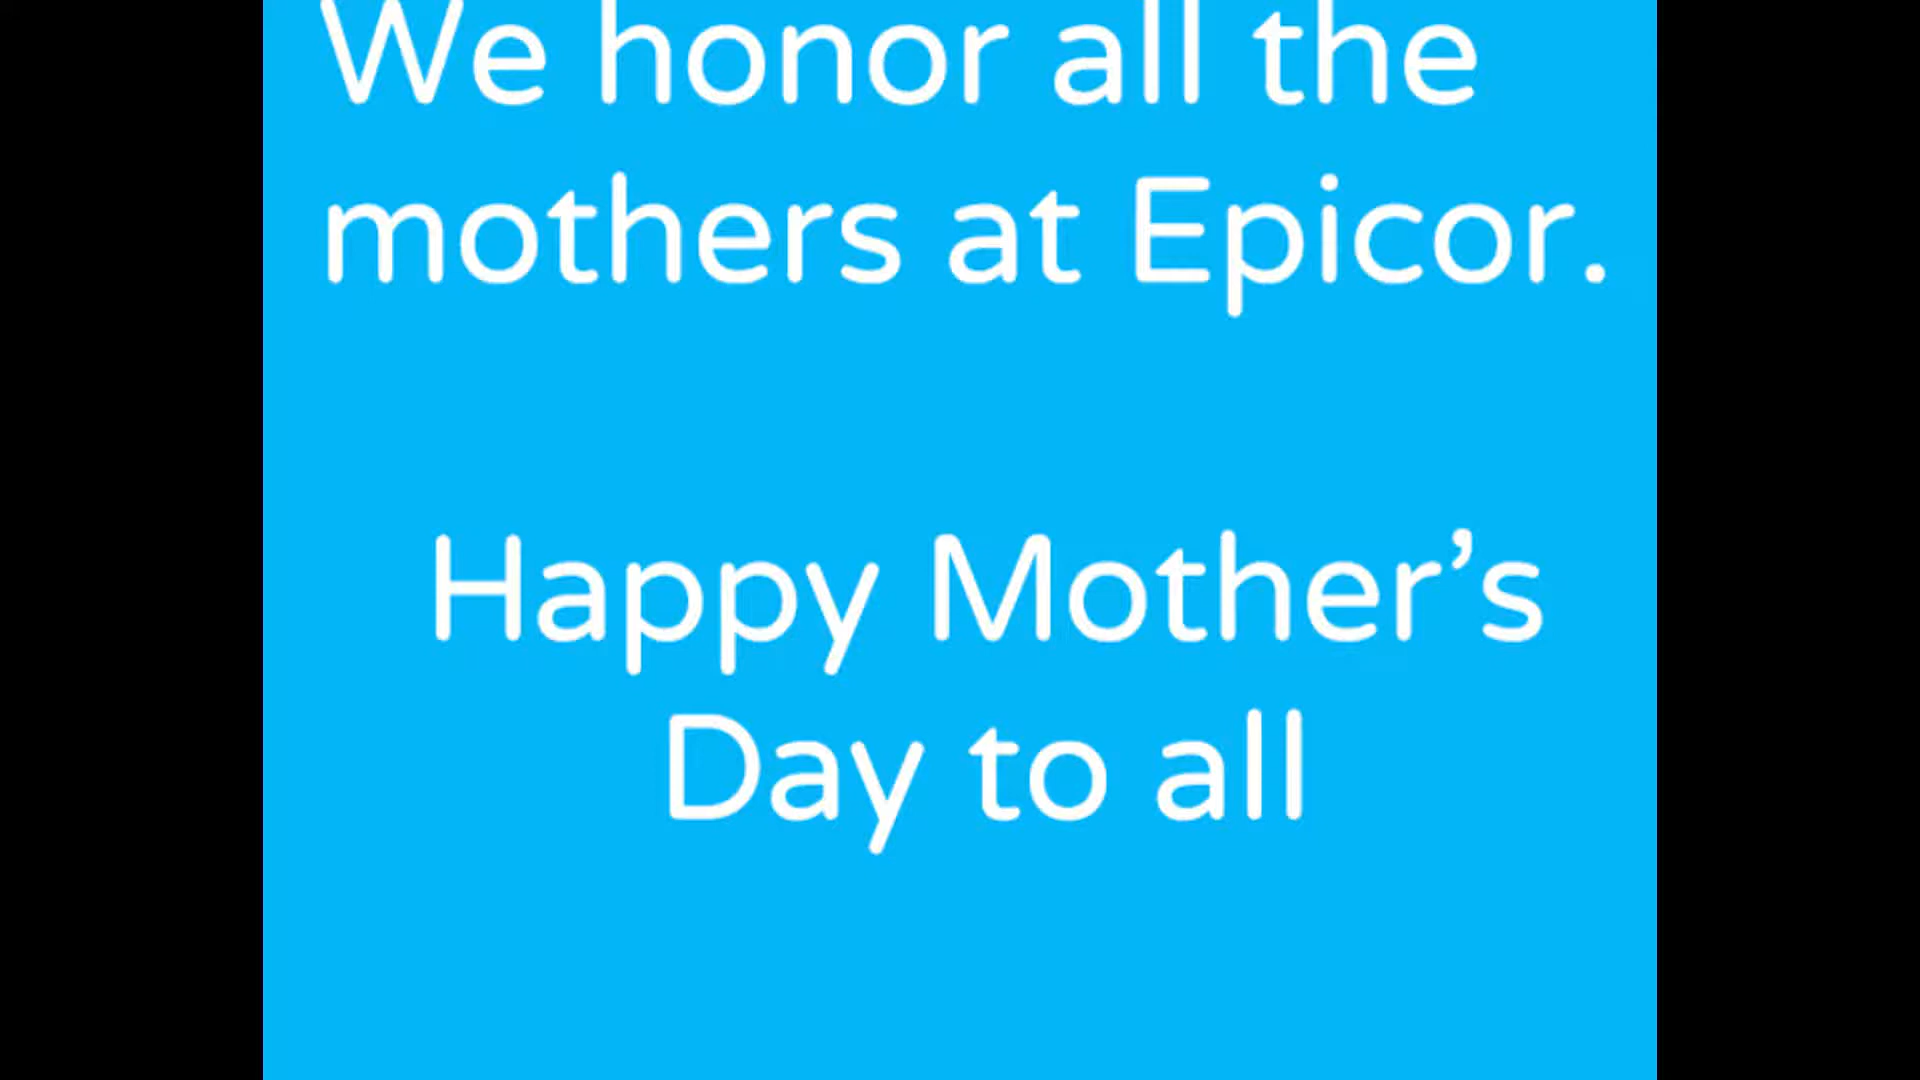 We honor all the
mothers at Epicor.
Happy Mother’s
Day to all